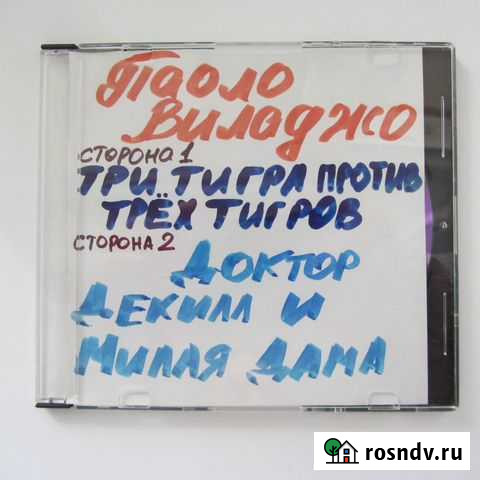 Паоло
Виладжо
СТОРОНА 1
ТРИ ТИГРА ПРОТИВ
ТРЁХ ТИГРОВ
СТОРОНА 2
ДОКТОР
ДЕКИЛЛ И
МИЛАЯ ДАМА
rosndv.ru